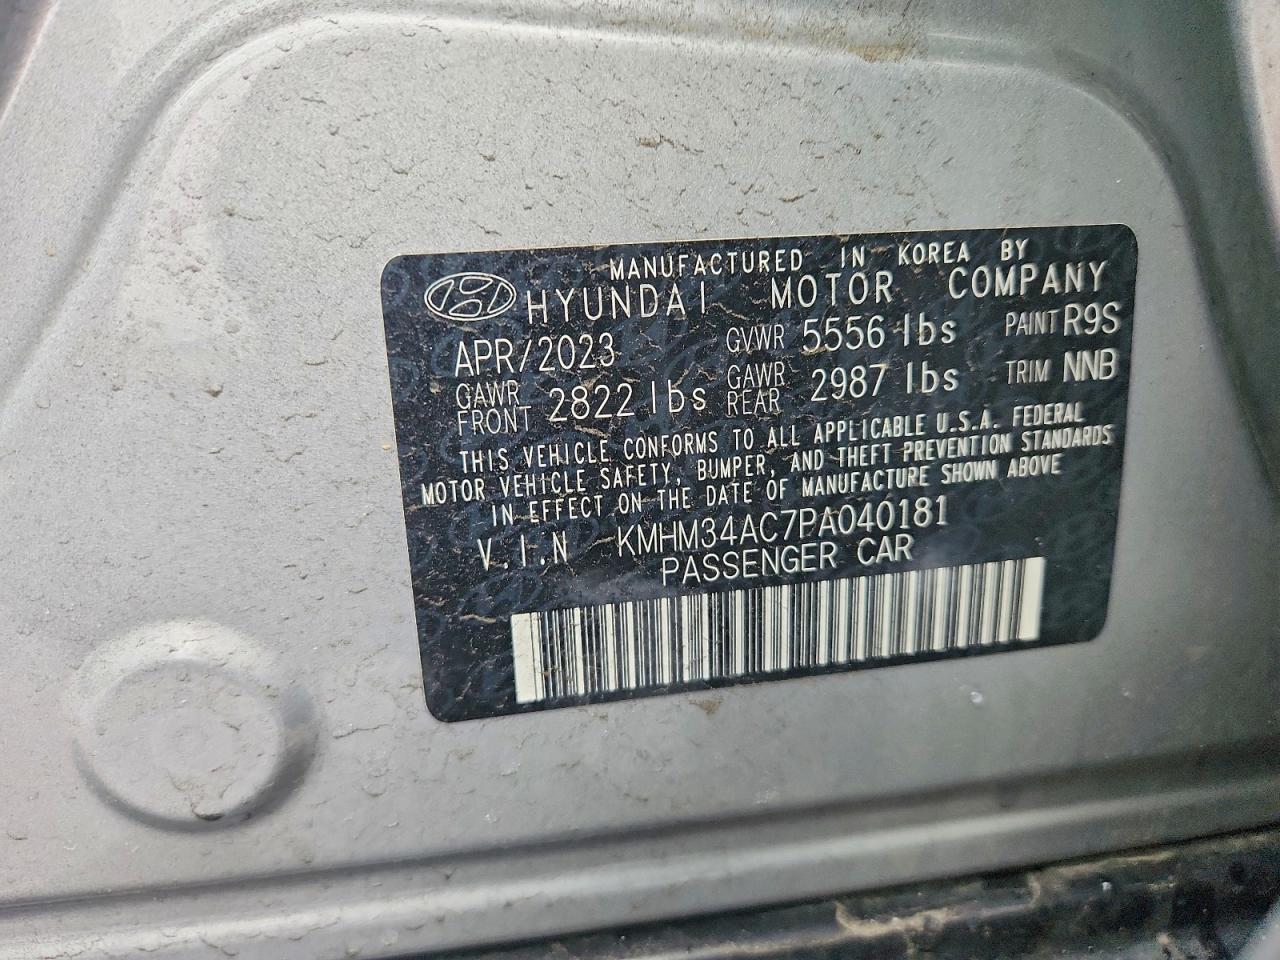 MANUFACTURED IN KOREA BY
HYUNDAI MOTOR COMPANY
APR/2023 GVWR 5556 lbs PAINT R9S
GAWR FRONT 2822 lbs GAWR REAR 2987 lbs TRIM NNB
THIS VEHICLE CONFORMS TO ALL APPLICABLE U.S.A. FEDERAL
MOTOR VEHICLE SAFETY, BUMPER, AND THEFT PREVENTION STANDARDS
IN EFFECT ON THE DATE OF MANUFACTURE SHOWN ABOVE
V.I.N KMHM34AC7PA040181
PASSENGER CAR